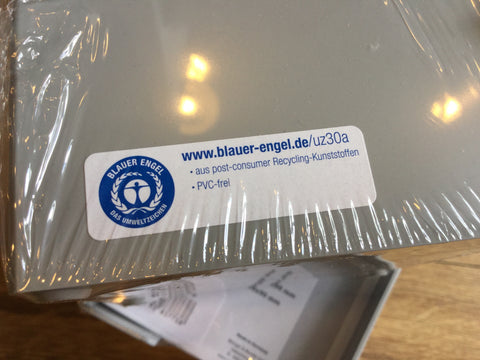 BLAUER ENGEL
DAS UMWELTZEICHEN
www.blauer-engel.de/uz30a
• aus post-consumer Recycling-Kunststoffen
• PVC-frei